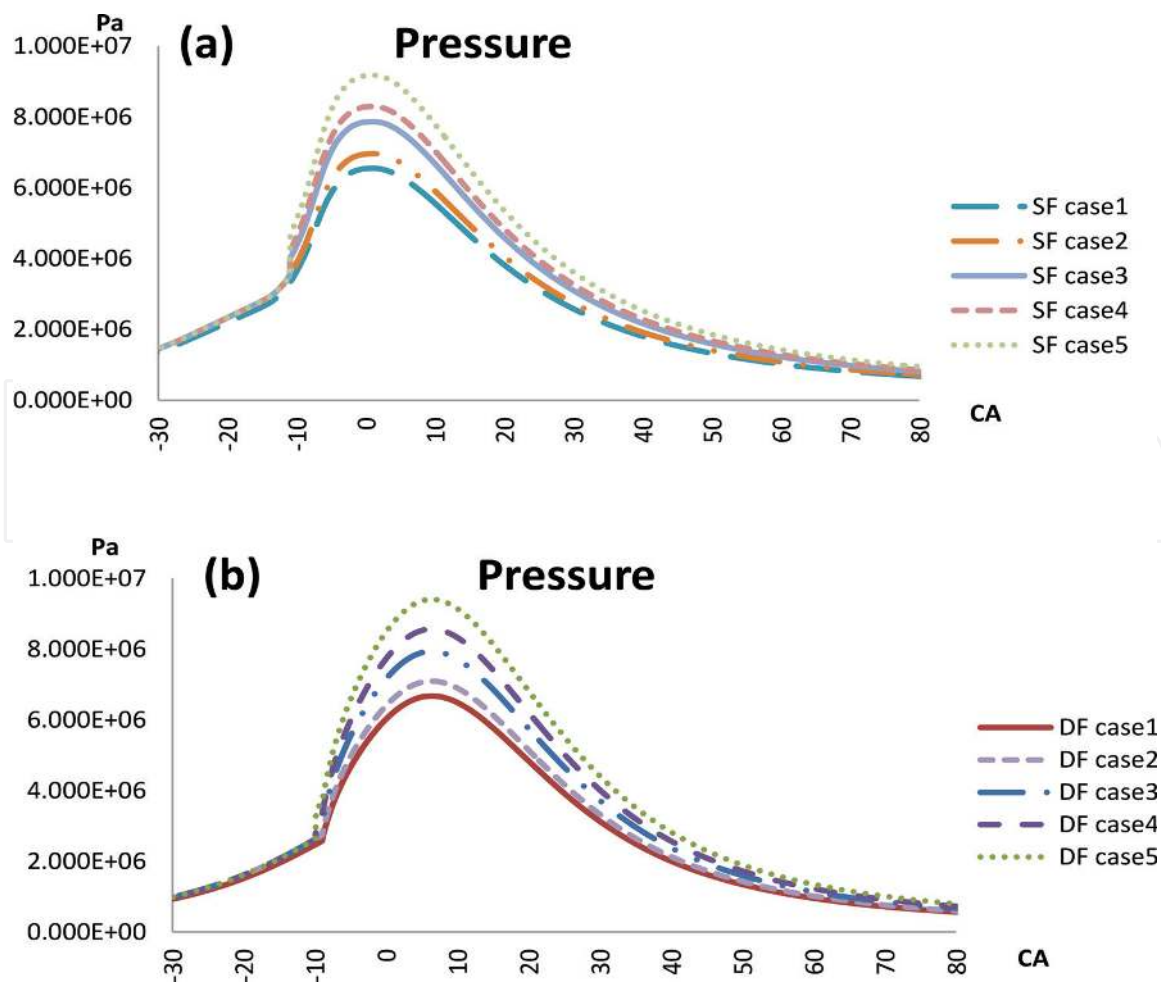 Pa
(a) Pressure
1.000E+07
8.000E+06
6.000E+06
4.000E+06
2.000E+06
0.000E+00
-30 -20 -10 0 10 20 30 40 50 60 70 80
CA
SF case1
SF case2
SF case3
SF case4
SF case5
Pa
(b) Pressure
1.000E+07
8.000E+06
6.000E+06
4.000E+06
2.000E+06
0.000E+00
-30 -20 -10 0 10 20 30 40 50 60 70 80
CA
DF case1
DF case2
DF case3
DF case4
DF case5